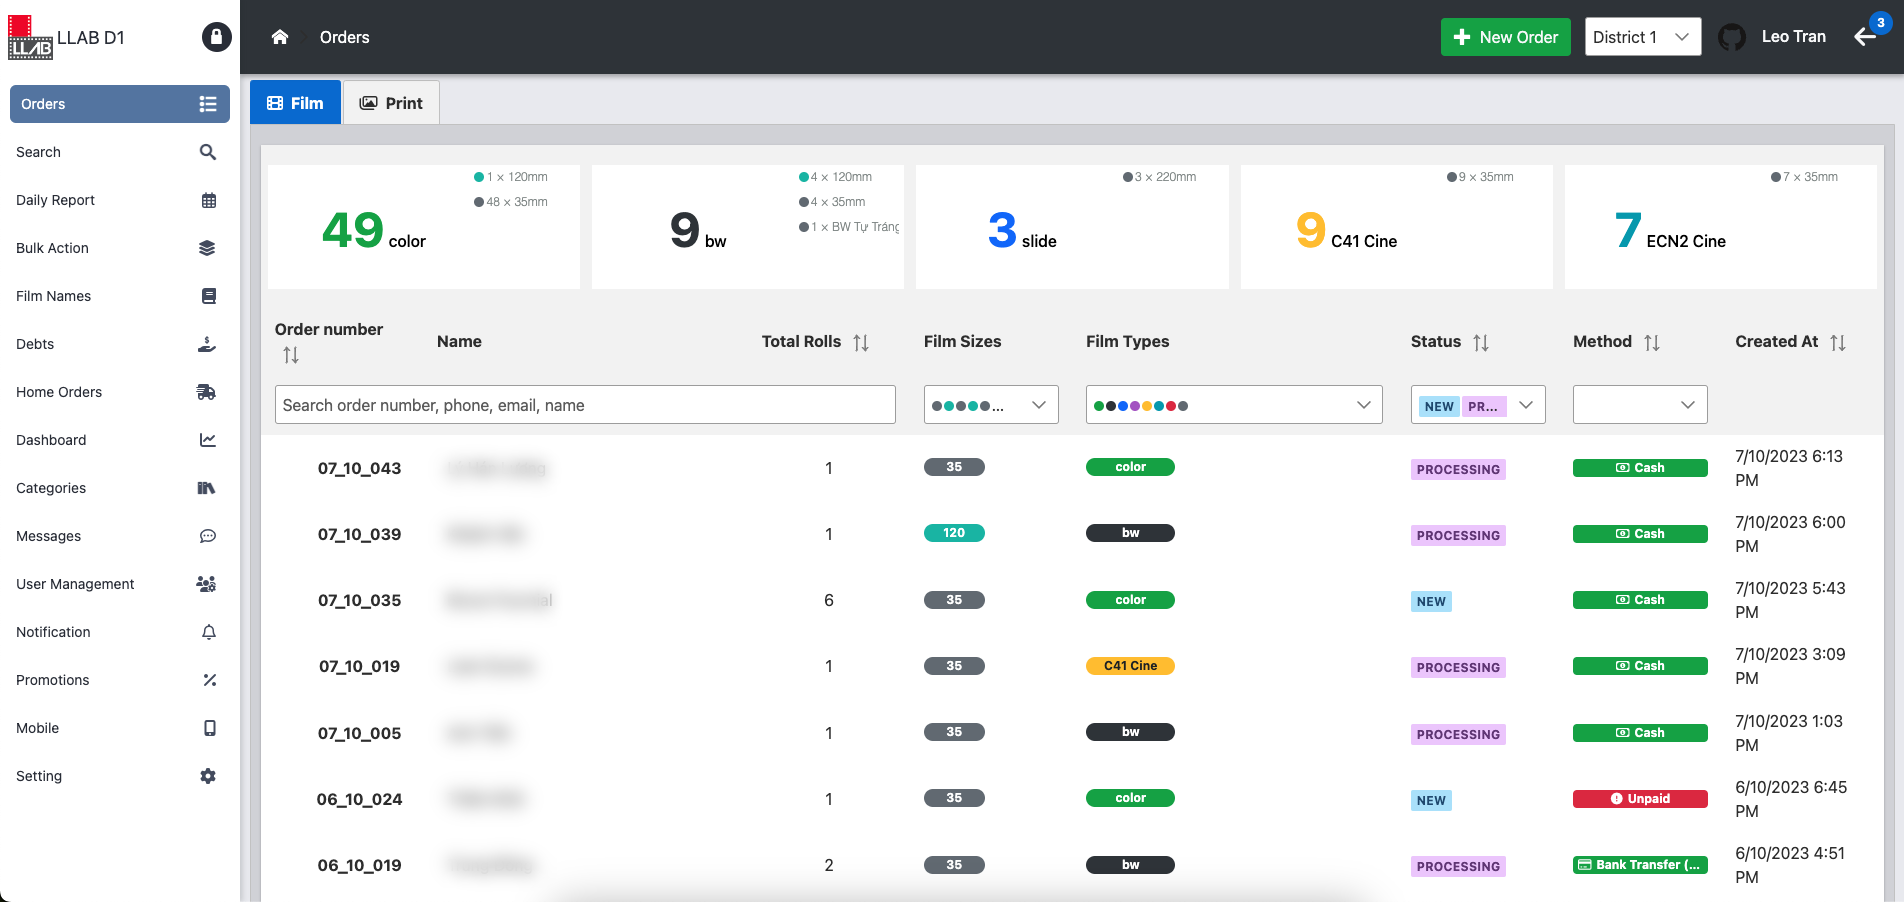 LLAB
LLAB D1
Orders
New Order
District 1
Leo Tran
3
Orders
Search
Daily Report
Bulk Action
Film Names
Debts
Home Orders
Dashboard
Categories
Messages
User Management
Notification
Promotions
Mobile
Setting
Film
Print
1 × 120mm
48 × 35mm
49 color
4 × 120mm
4 × 35mm
1 × BW Tự Tráng
9 bw
3 × 220mm
3 slide
9 × 35mm
9 C41 Cine
7 × 35mm
7 ECN2 Cine
Order number
Name
Total Rolls
Film Sizes
Film Types
Status
Method
Created At
Search order number, phone, email, name
...
NEW PR...
07_10_043 1 35 color PROCESSING Cash 7/10/2023 6:13
PM
07_10_039 1 120 bw PROCESSING Cash 7/10/2023 6:00
PM
07_10_035 6 35 color NEW Cash 7/10/2023 5:43
PM
07_10_019 1 35 C41 Cine PROCESSING Cash 7/10/2023 3:09
PM
07_10_005 1 35 bw PROCESSING Cash 7/10/2023 1:03
PM
06_10_024 1 35 color NEW Unpaid 6/10/2023 6:45
PM
06_10_019 2 35 bw PROCESSING Bank Transfer (... 6/10/2023 4:51
PM